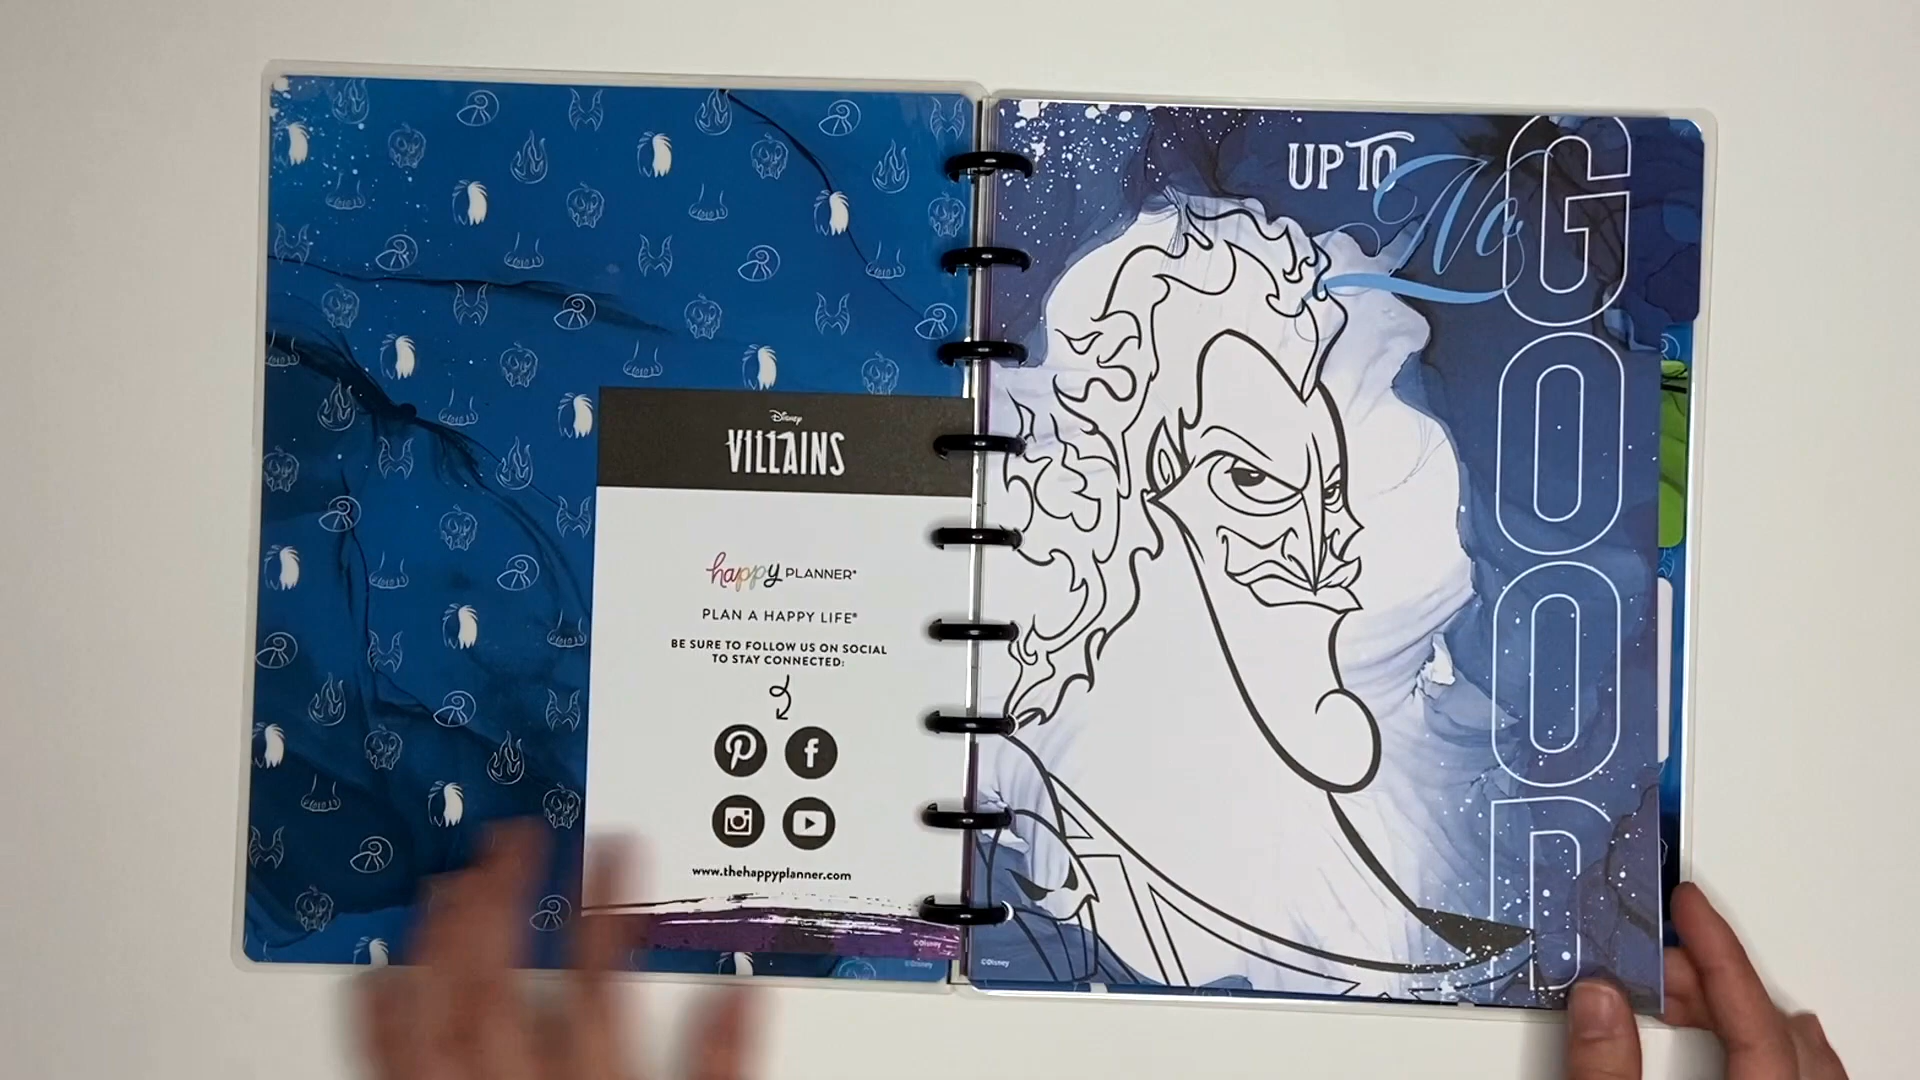 Disney
VILLAINS
happy PLANNER®
PLAN A HAPPY LIFE®
BE SURE TO FOLLOW US ON SOCIAL
TO STAY CONNECTED:
www.thehappyplanner.com
©Disney
©Disney
UP TO
No
GOOD
©Disney